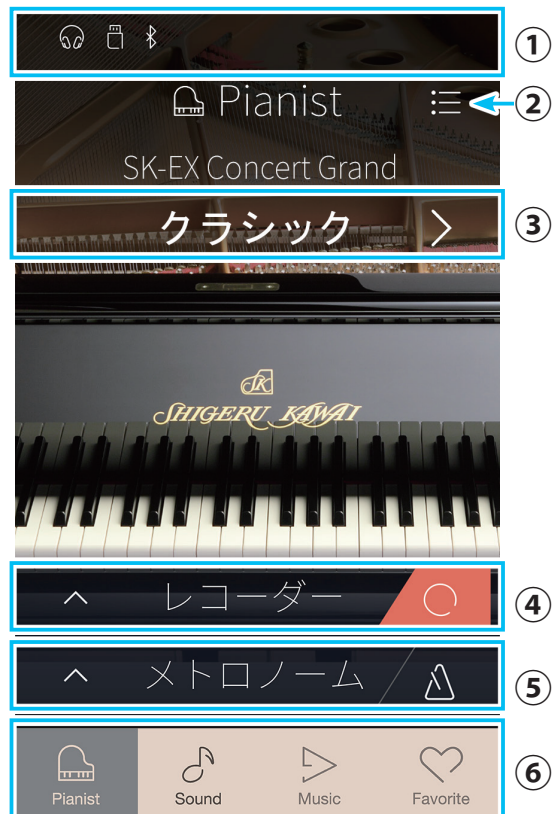 ①
Pianist
②
SK-EX Concert Grand
クラシック
③
SK
SHIGERU KAWAI
レコーダー
④
メトロノーム
⑤
Pianist Sound Music Favorite
⑥